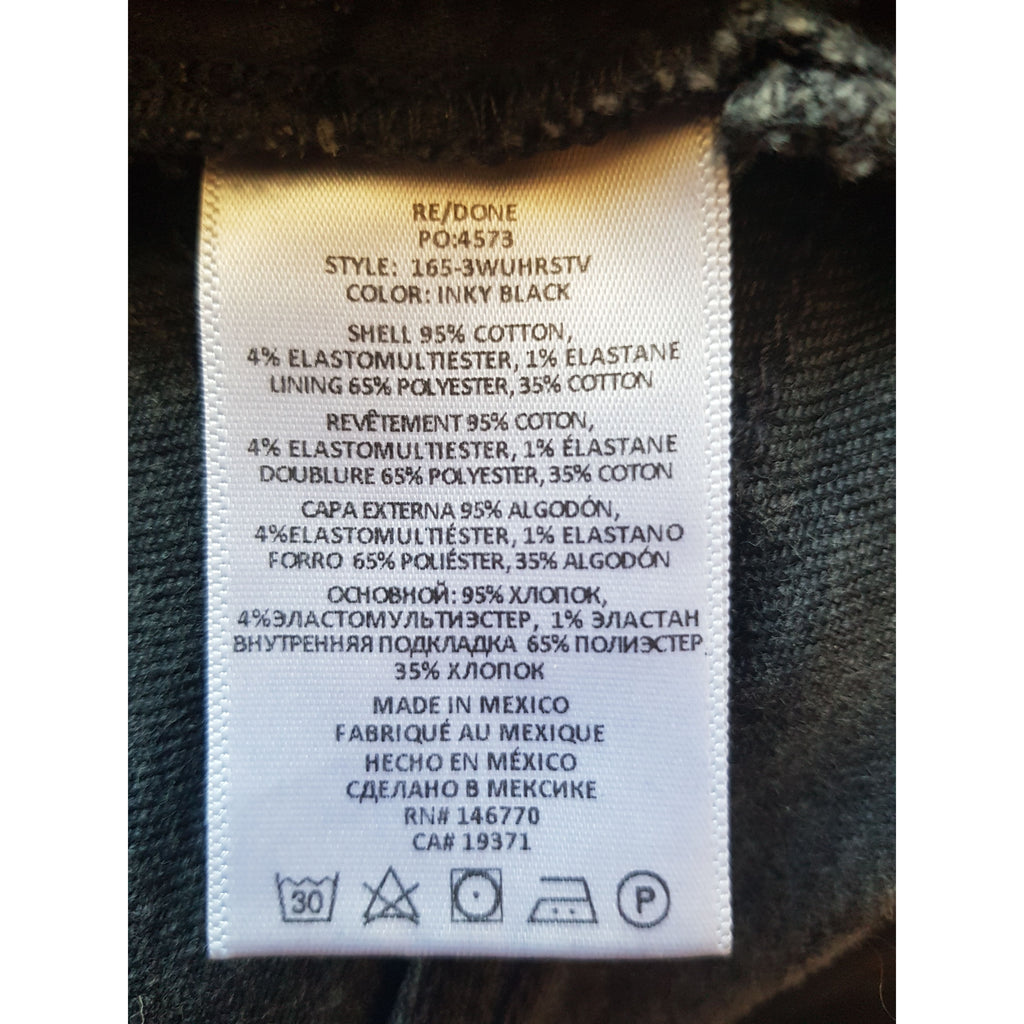 RE/DONE
PO:4573
STYLE: 165-3WUHRSTV
COLOR: INKY BLACK
SHELL 95% COTTON,
4% ELASTOMULTIESTER, 1% ELASTANE
LINING 65% POLYESTER, 35% COTTON
REVÊTEMENT 95% COTON,
4% ELASTOMULTIESTER, 1% ÉLASTANE
DOUBLURE 65% POLYESTER, 35% COTON
CAPA EXTERNA 95% ALGODÓN,
4%ELASTOMULTIÉSTER, 1% ELASTANO
FORRO 65% POLIÉSTER, 35% ALGODÓN
ОСНОВНОЙ: 95% ХЛОПОК,
4%ЭЛАСТОМУЛЬТИЭСТЕР, 1% ЭЛАСТАН
ВНУТРЕННЯЯ ПОДКЛАДКА 65% ПОЛИЭСТЕР
35% ХЛОПОК
MADE IN MEXICO
FABRIQUÉ AU MEXIQUE
HECHO EN MÉXICO
СДЕЛАНО В МЕКСИКЕ
RN# 146770
CA# 19371
30 P